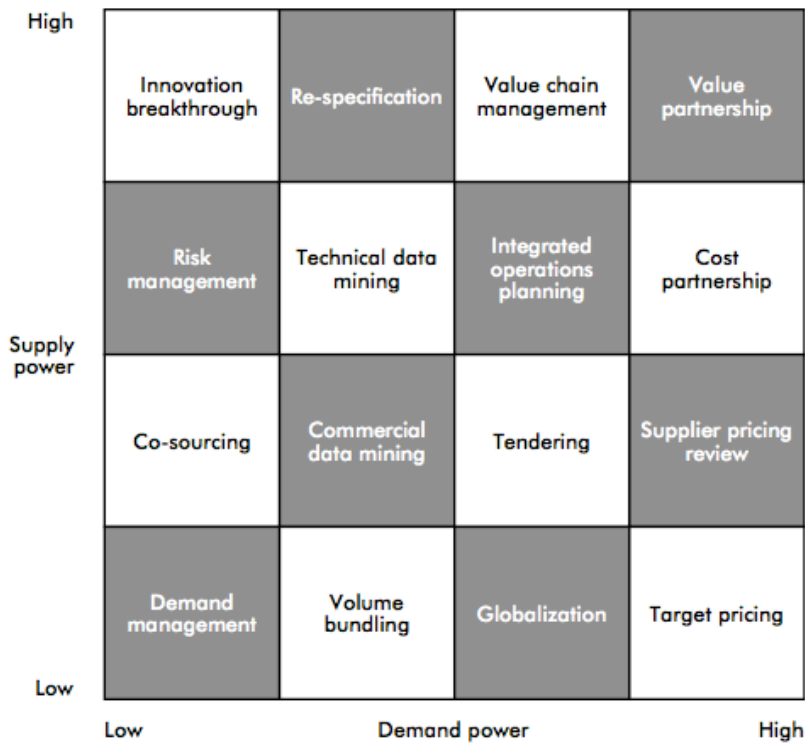 High
Innovation
breakthrough
Re-specification
Value chain
management
Value
partnership
Risk
management
Technical data
mining
Integrated
operations
planning
Cost
partnership
Supply
power
Co-sourcing
Commercial
data mining
Tendering
Supplier pricing
review
Demand
management
Volume
bundling
Globalization
Target pricing
Low
Low
Demand power
High